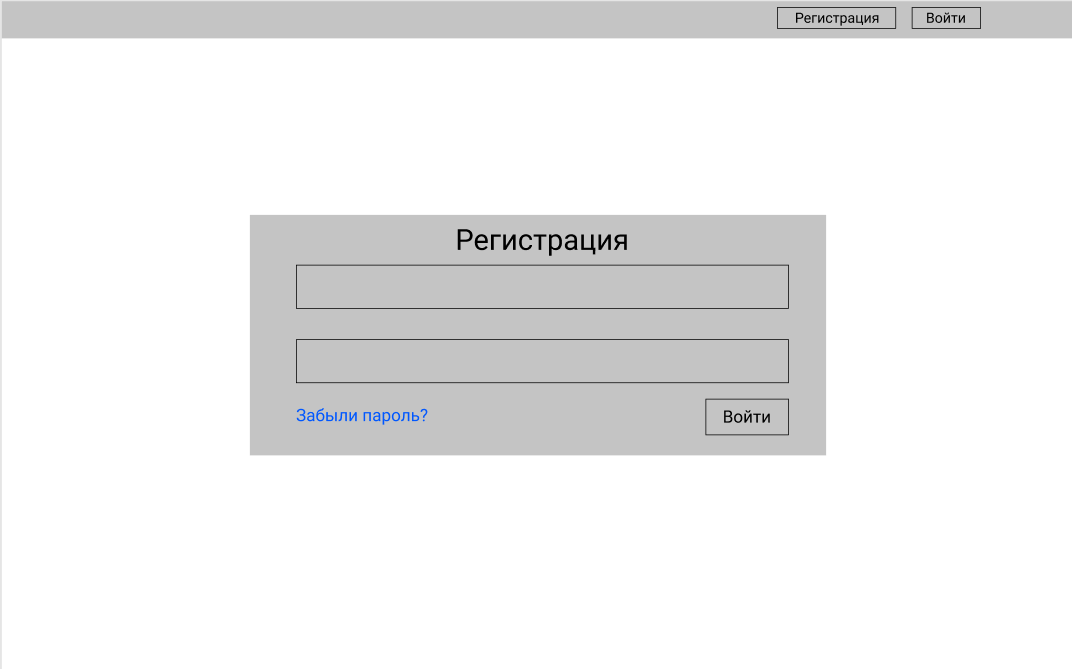 Регистрация Войти
Регистрация
Забыли пароль? Войти